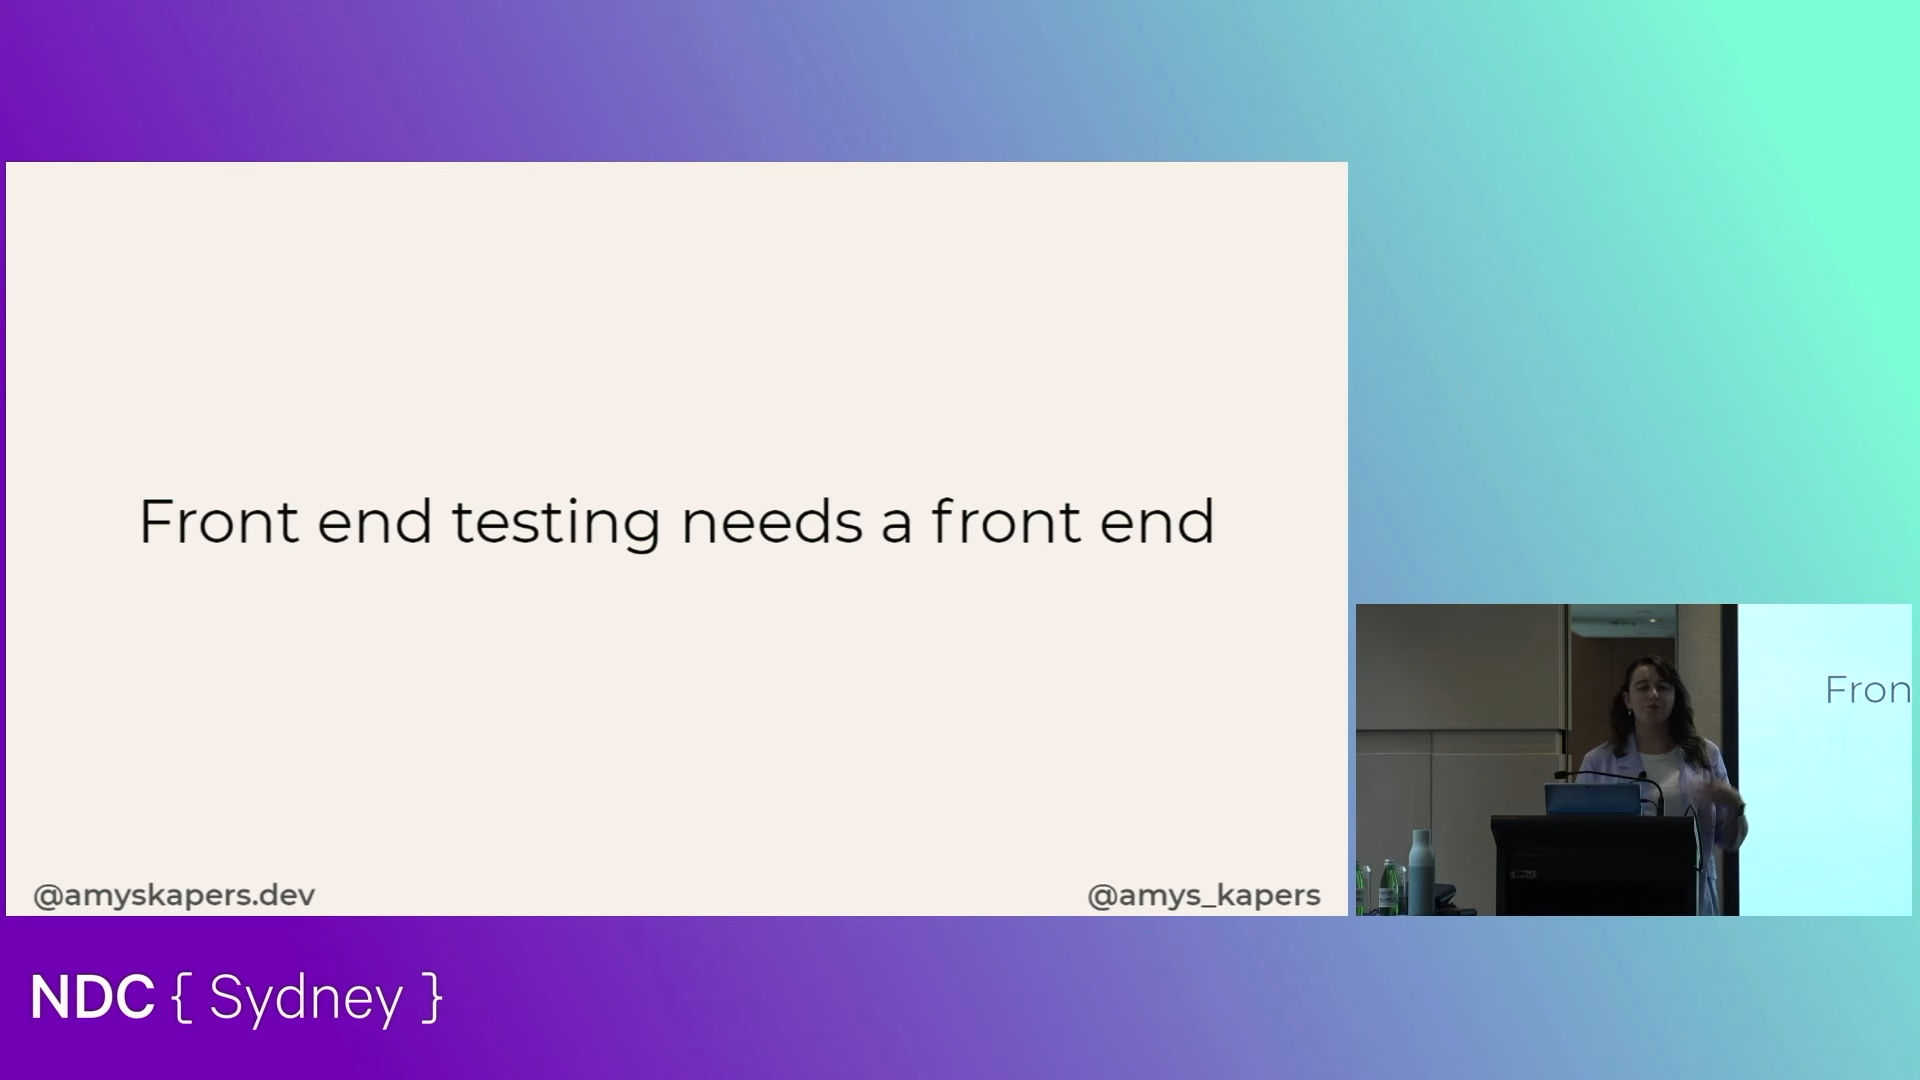 Front end testing needs a front end
@amyskapers.dev
@amys_kapers
Fron
NDC { Sydney }